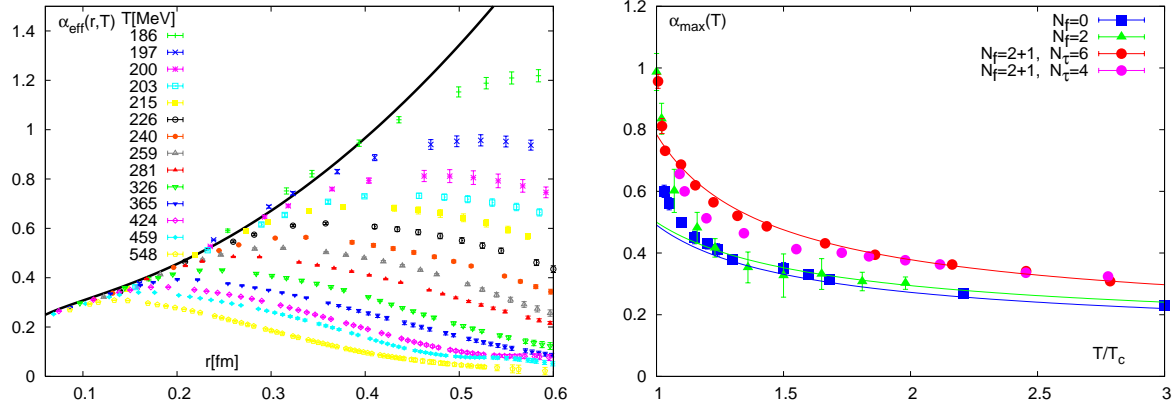 α_eff(r,T) T[MeV]
186
197
200
203
215
226
240
259
281
326
365
424
459
548
1.4
1.2
1
0.8
0.6
0.4
0.2
0
r[fm]
0.1 0.2 0.3 0.4 0.5 0.6
α_max(T)
N_f=0
N_f=2
N_f=2+1, N_τ=6
N_f=2+1, N_τ=4
1.2
1
0.8
0.6
0.4
0.2
0
T/T_c
1 1.5 2 2.5 3